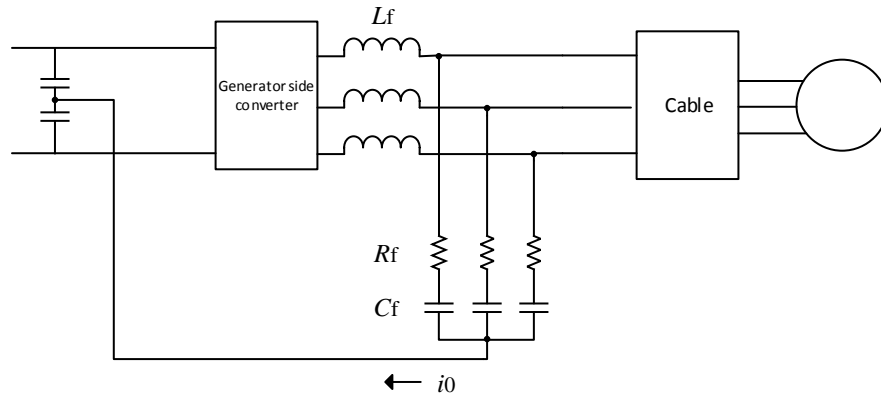 Lf
Generator side
converter
Cable
Rf
Cf
i0